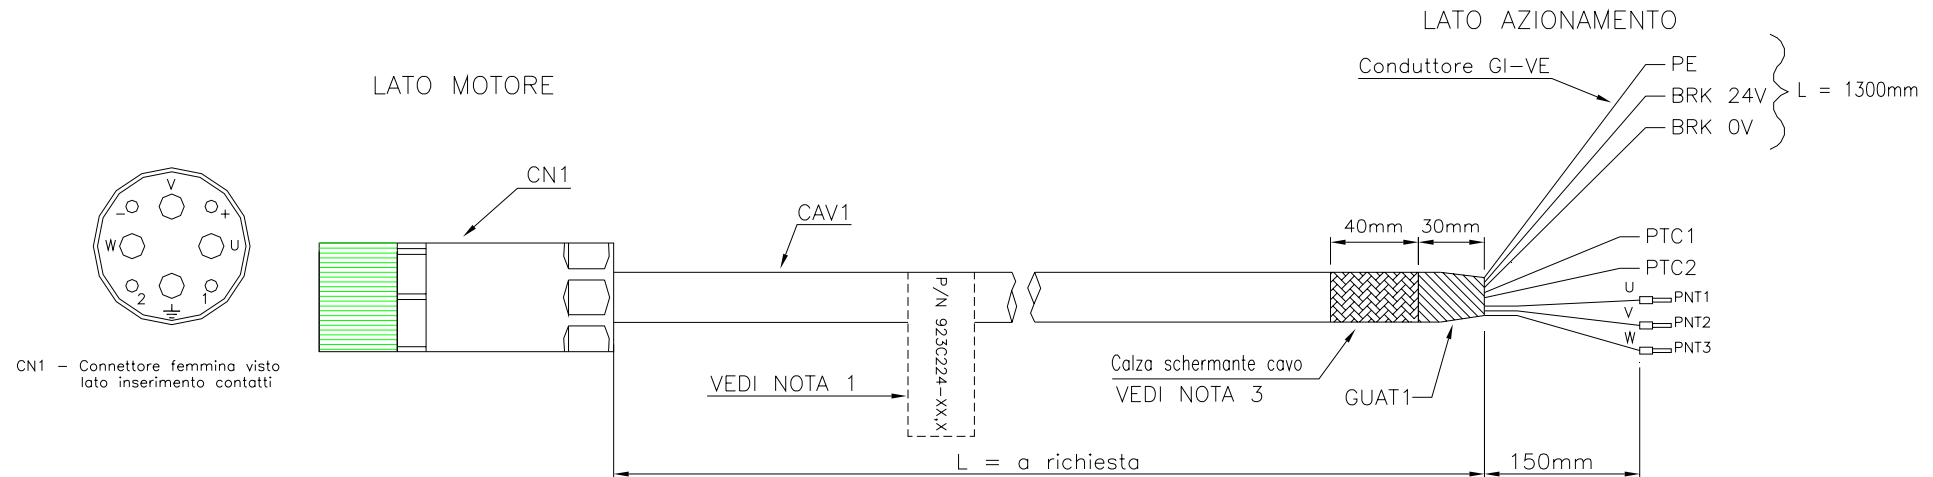 LATO AZIONAMENTO
LATO MOTORE
Conduttore GI-VE
PE
BRK 24V
BRK 0V
L = 1300mm
CN1
CAV1
V
- +
W U
2 1
CN1 - Connettore femmina visto
lato inserimento contatti
40mm 30mm
PTC1
PTC2
U PNT1
V PNT2
W PNT3
P/N 923C224-XX,X
VEDI NOTA 1
Calza schermante cavo
VEDI NOTA 3
GUAT1
L = a richiesta
150mm